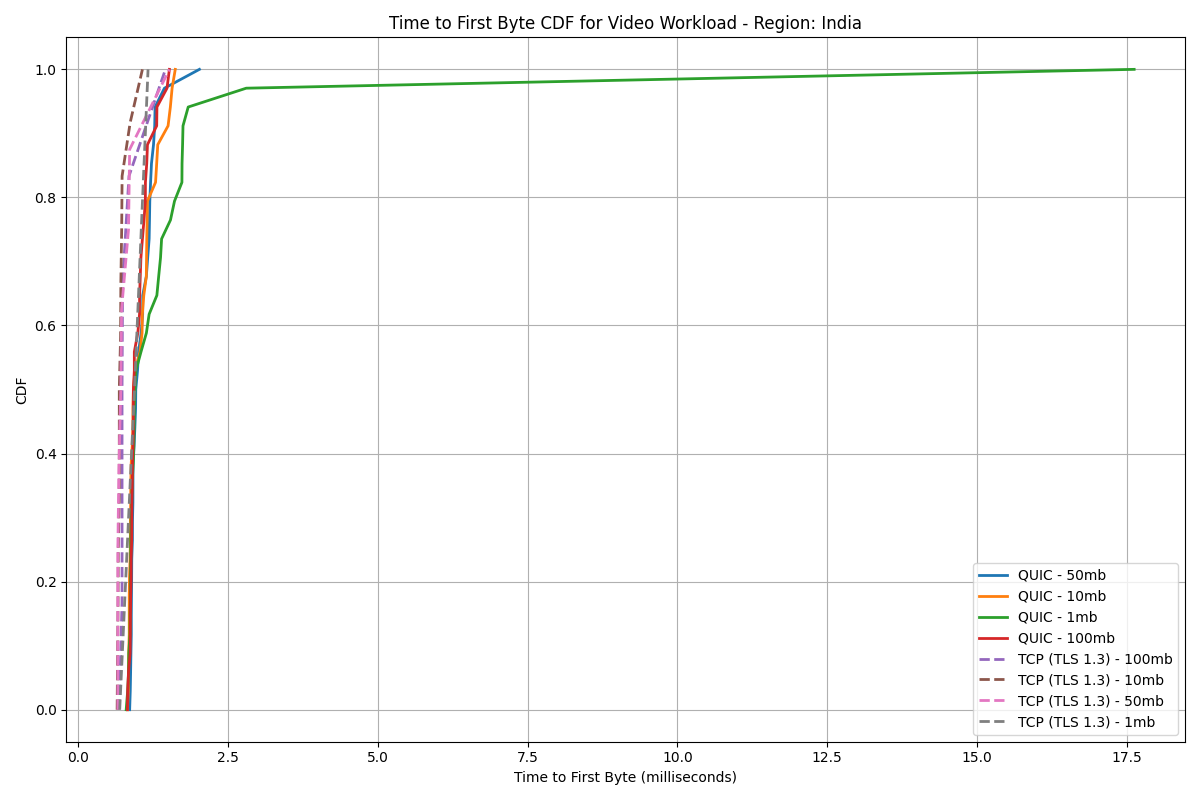 Time to First Byte CDF for Video Workload - Region: India
CDF
1.0
0.8
0.6
0.4
0.2
0.0
0.0 2.5 5.0 7.5 10.0 12.5 15.0 17.5
Time to First Byte (milliseconds)
QUIC - 50mb
QUIC - 10mb
QUIC - 1mb
QUIC - 100mb
TCP (TLS 1.3) - 100mb
TCP (TLS 1.3) - 10mb
TCP (TLS 1.3) - 50mb
TCP (TLS 1.3) - 1mb